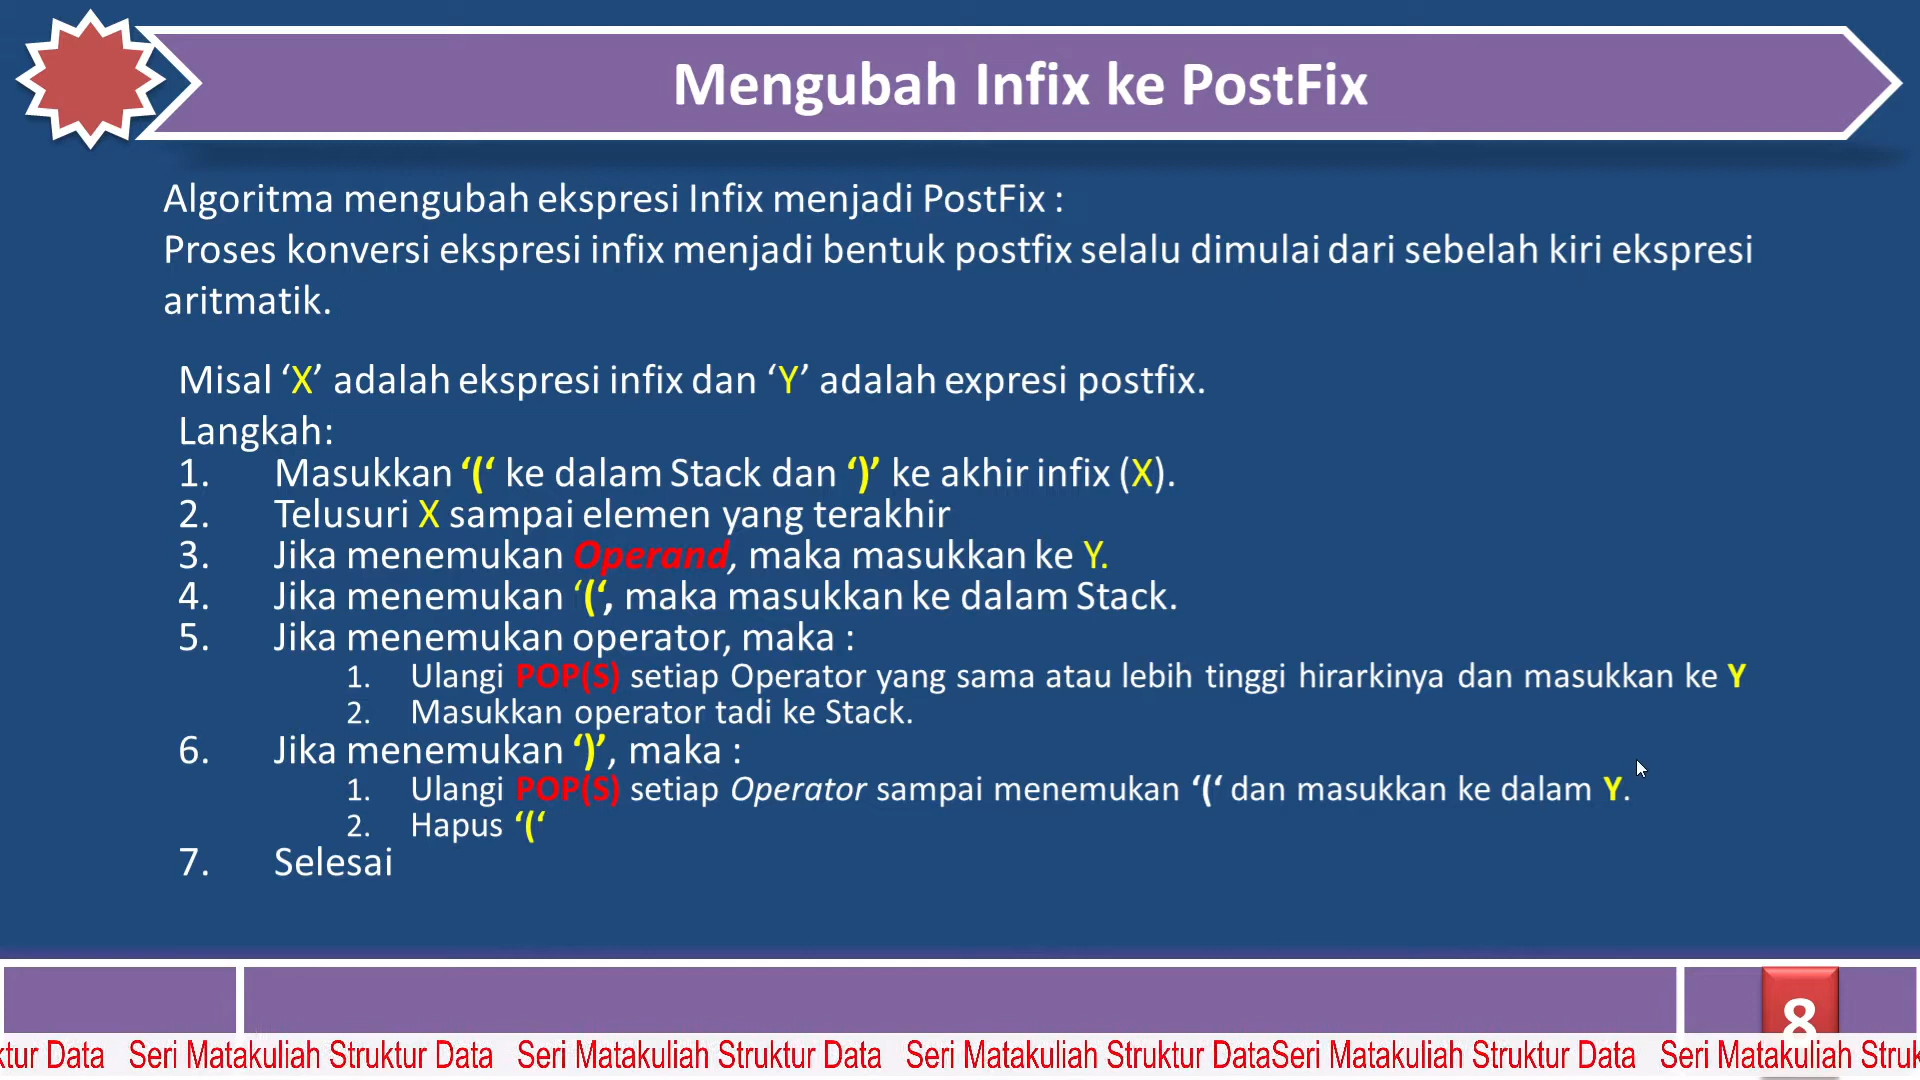 Mengubah Infix ke PostFix
Algoritma mengubah ekspresi Infix menjadi PostFix :
Proses konversi ekspresi infix menjadi bentuk postfix selalu dimulai dari sebelah kiri ekspresi
aritmatik.
Misal ‘X’ adalah ekspresi infix dan ‘Y’ adalah expresi postfix.
Langkah:
1. Masukkan ‘(‘ ke dalam Stack dan ‘)’ ke akhir infix (X).
2. Telusuri X sampai elemen yang terakhir
3. Jika menemukan Operand, maka masukkan ke Y.
4. Jika menemukan ‘(‘, maka masukkan ke dalam Stack.
5. Jika menemukan operator, maka :
1. Ulangi POP(S) setiap Operator yang sama atau lebih tinggi hirarkinya dan masukkan ke Y
2. Masukkan operator tadi ke Stack.
6. Jika menemukan ‘)’, maka :
1. Ulangi POP(S) setiap Operator sampai menemukan ‘(‘ dan masukkan ke dalam Y.
2. Hapus ‘(‘
7. Selesai
8
ktur Data Seri Matakuliah Struktur Data Seri Matakuliah Struktur Data Seri Matakuliah Struktur DataSeri Matakuliah Struktur Data Seri Matakuliah Struk